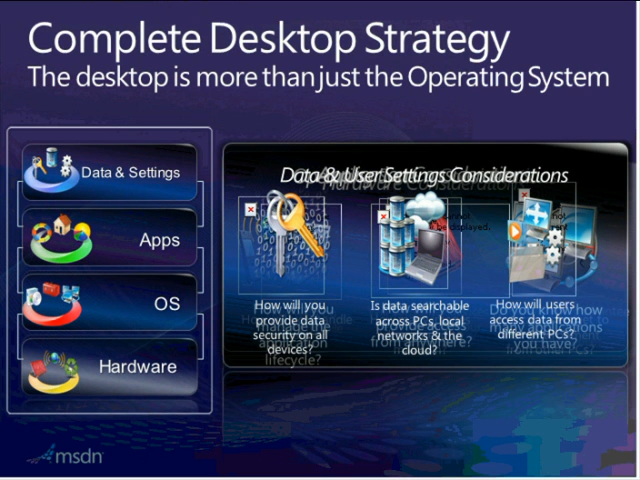 Complete Desktop Strategy
The desktop is more than just the Operating System
Data & Settings
Apps
OS
Hardware
Data & User Settings Considerations
How will you
provide data
security on all
devices?
Is data searchable
across PCs, local
networks & the
cloud?
How will users
access data from
different PCs?
msdn